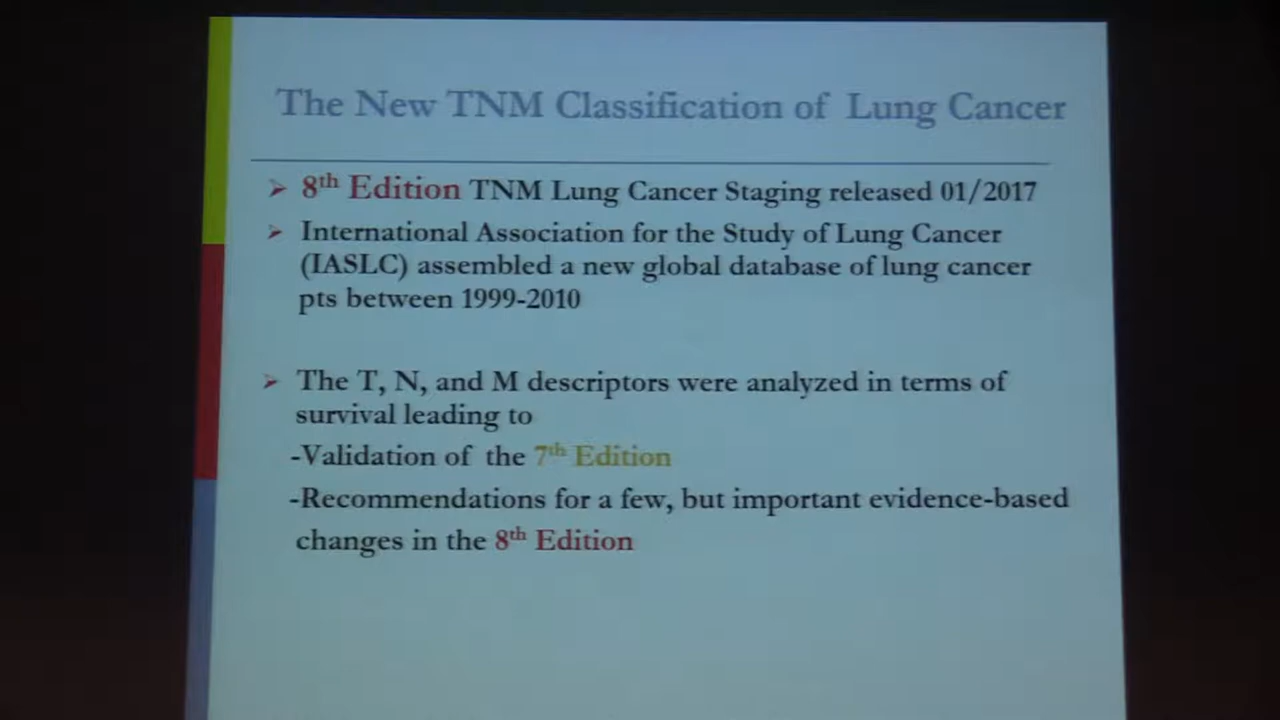 The New TNM Classification of Lung Cancer
➢ 8th Edition TNM Lung Cancer Staging released 01/2017
➢ International Association for the Study of Lung Cancer
(IASLC) assembled a new global database of lung cancer
pts between 1999-2010
➢ The T, N, and M descriptors were analyzed in terms of
survival leading to
-Validation of the 7th Edition
-Recommendations for a few, but important evidence-based
changes in the 8th Edition